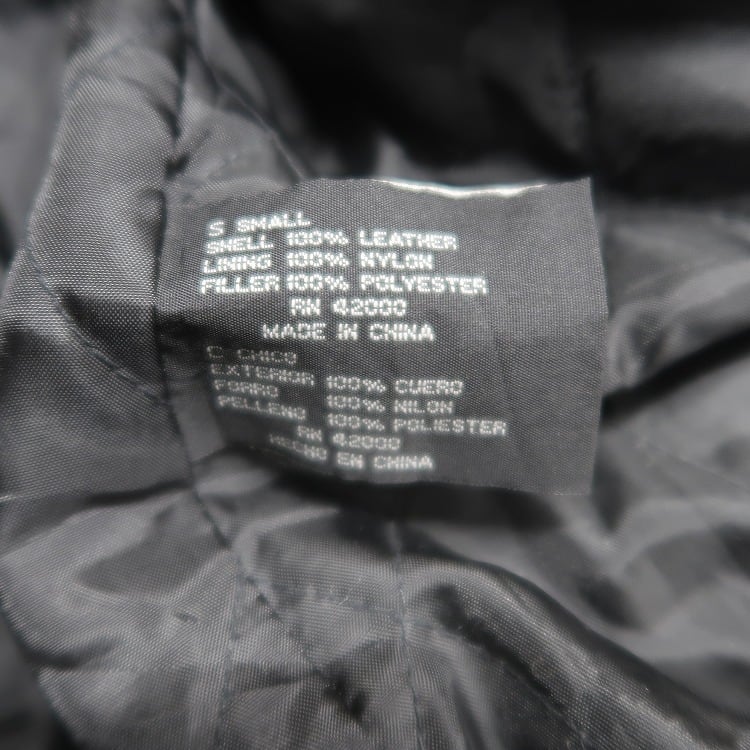 S SMALL
SHELL 100% LEATHER
LINING 100% NYLON
FILLER 100% POLYESTER
RN 42000
MADE IN CHINA
C CHICO
EXTERIOR 100% CUERO
FORRO 100% NILON
PELLENO 100% POLIESTER
RN 42000
HECHO EN CHINA